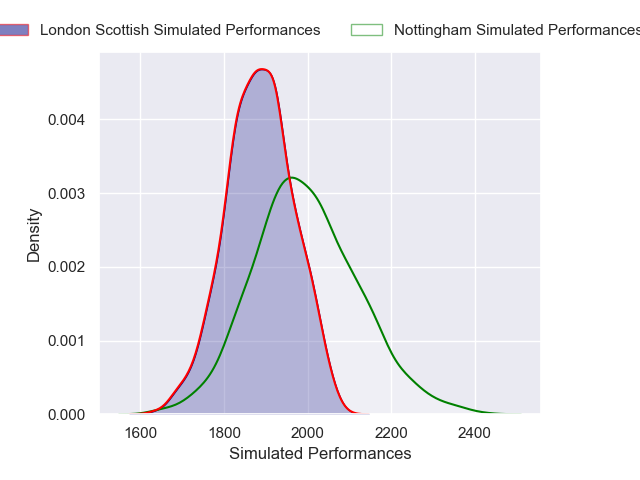 London Scottish Simulated Performances
Nottingham Simulated Performances
0.004
0.003
0.002
0.001
0.000
Density
1600 1800 2000 2200 2400
Simulated Performances